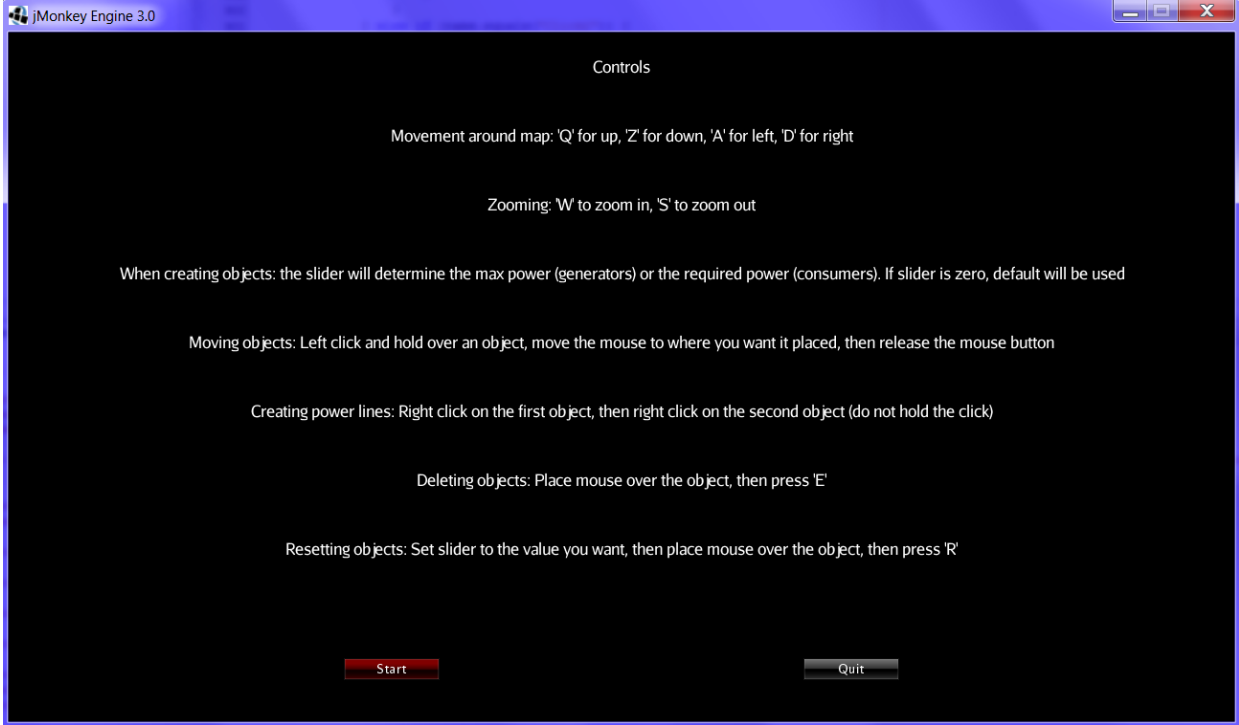 jMonkey Engine 3.0
Controls
Movement around map: 'Q' for up, 'Z' for down, 'A' for left, 'D' for right
Zooming: 'W' to zoom in, 'S' to zoom out
When creating objects: the slider will determine the max power (generators) or the required power (consumers). If slider is zero, default will be used
Moving objects: Left click and hold over an object, move the mouse to where you want it placed, then release the mouse button
Creating power lines: Right click on the first object, then right click on the second object (do not hold the click)
Deleting objects: Place mouse over the object, then press 'E'
Resetting objects: Set slider to the value you want, then place mouse over the object, then press 'R'
Start Quit